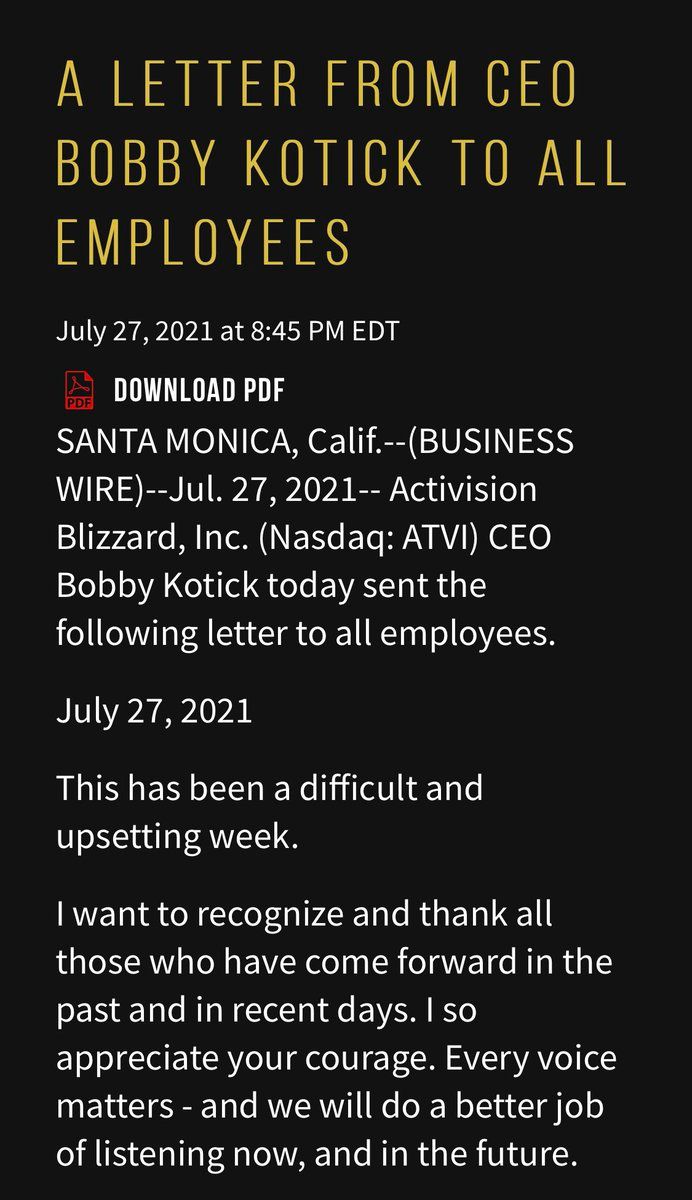 A LETTER FROM CEO
BOBBY KOTICK TO ALL
EMPLOYEES
July 27, 2021 at 8:45 PM EDT
PDF DOWNLOAD PDF
SANTA MONICA, Calif.--(BUSINESS
WIRE)--Jul. 27, 2021-- Activision
Blizzard, Inc. (Nasdaq: ATVI) CEO
Bobby Kotick today sent the
following letter to all employees.
July 27, 2021
This has been a difficult and
upsetting week.
I want to recognize and thank all
those who have come forward in the
past and in recent days. I so
appreciate your courage. Every voice
matters - and we will do a better job
of listening now, and in the future.